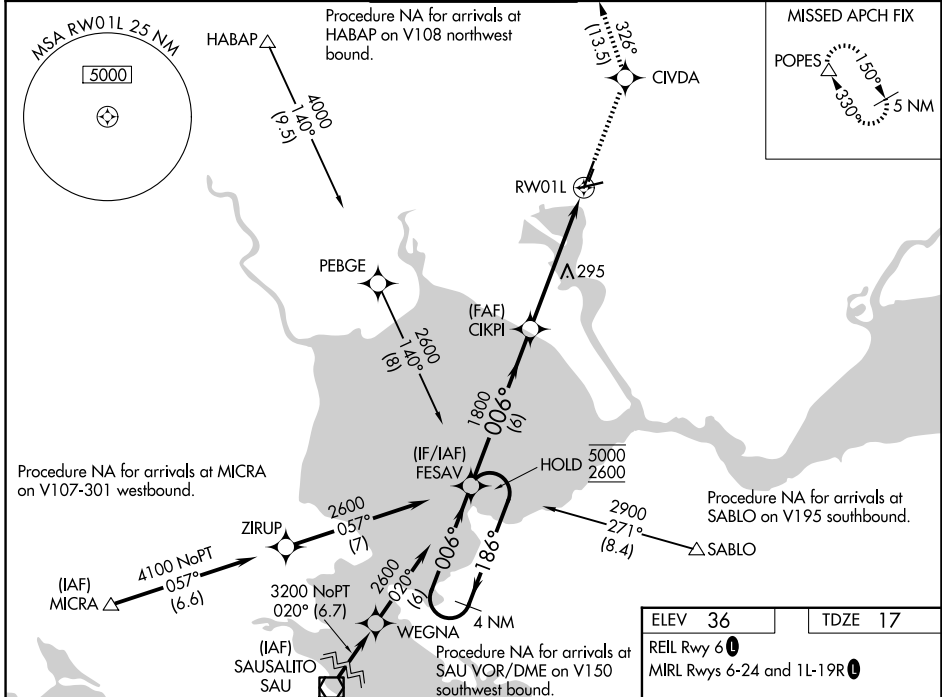 MSA RW01L 25 NM
5000
HABAP
Procedure NA for arrivals at
HABAP on V108 northwest
bound.
326°
(13.5)
CIVDA
MISSED APCH FIX
POPES
150°
330°
5 NM
4000
140°
(9.5)
RW01L
295
PEBGE
2600
140°
(8)
(FAF)
CIKPI
1800
006°
(6)
(IF/IAF)
FESAV
HOLD
5000
2600
Procedure NA for arrivals at MICRA
on V107-301 westbound.
Procedure NA for arrivals at
SABLO on V195 southbound.
2900
271°
(8.4)
SABLO
ZIRUP
2600
057°
(7)
4100 NoPT
057°
(6.6)
(IAF)
MICRA
006°
186°
4 NM
2600
020°
(6)
3200 NoPT
020° (6.7)
WEGNA
(IAF)
SAUSALITO
SAU
Procedure NA for arrivals at
SAU VOR/DME on V150
southwest bound.
ELEV 36
TDZE 17
REIL Rwy 6 L
MIRL Rwys 6-24 and 1L-19R L